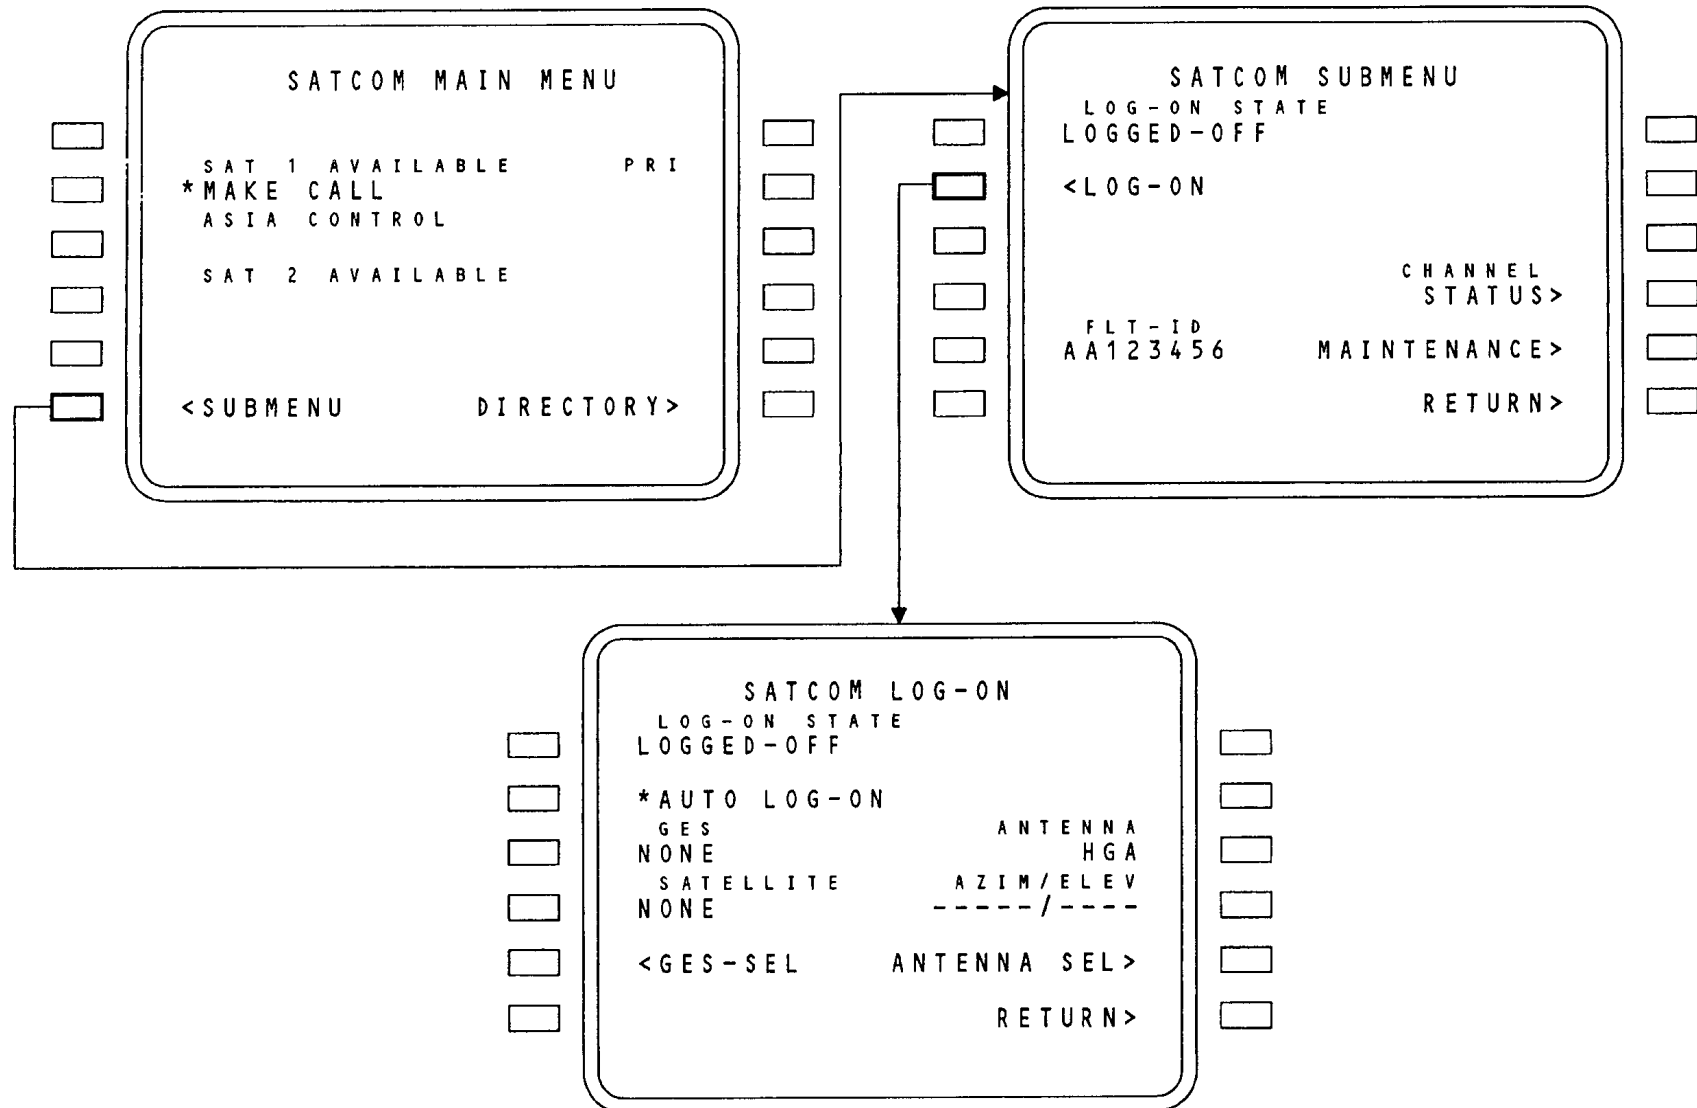 SATCOM MAIN MENU
SAT 1 AVAILABLE PRI
*MAKE CALL
ASIA CONTROL
SAT 2 AVAILABLE
<SUBMENU DIRECTORY>
SATCOM SUBMENU
LOG-ON STATE
LOGGED-OFF
<LOG-ON
CHANNEL
STATUS>
FLT-ID
AA123456 MAINTENANCE>
RETURN>
SATCOM LOG-ON
LOG-ON STATE
LOGGED-OFF
*AUTO LOG-ON
GES ANTENNA
NONE HGA
SATELLITE AZIM/ELEV
NONE -----/----
<GES-SEL ANTENNA SEL>
RETURN>